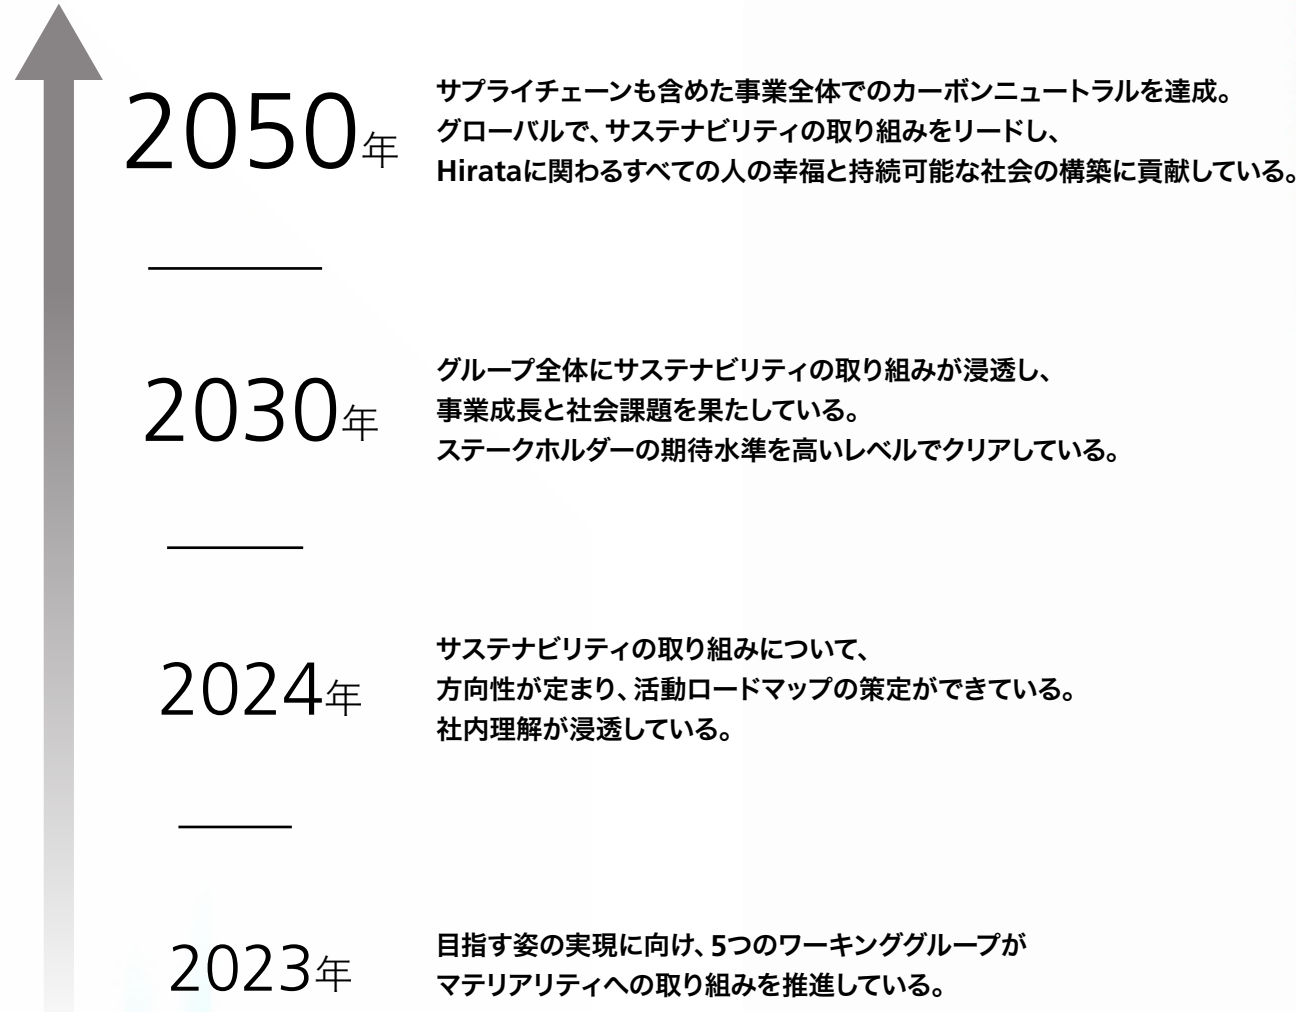 2050年
サプライチェーンも含めた事業全体でのカーボンニュートラルを達成。
グローバルで、サステナビリティの取り組みをリードし、
Hirataに関わるすべての人の幸福と持続可能な社会の構築に貢献している。
2030年
グループ全体にサステナビリティの取り組みが浸透し、
事業成長と社会課題を果たしている。
ステークホルダーの期待水準を高いレベルでクリアしている。
2024年
サステナビリティの取り組みについて、
方向性が定まり、活動ロードマップの策定ができている。
社内理解が浸透している。
2023年
目指す姿の実現に向け、5つのワーキンググループが
マテリアリティへの取り組みを推進している。